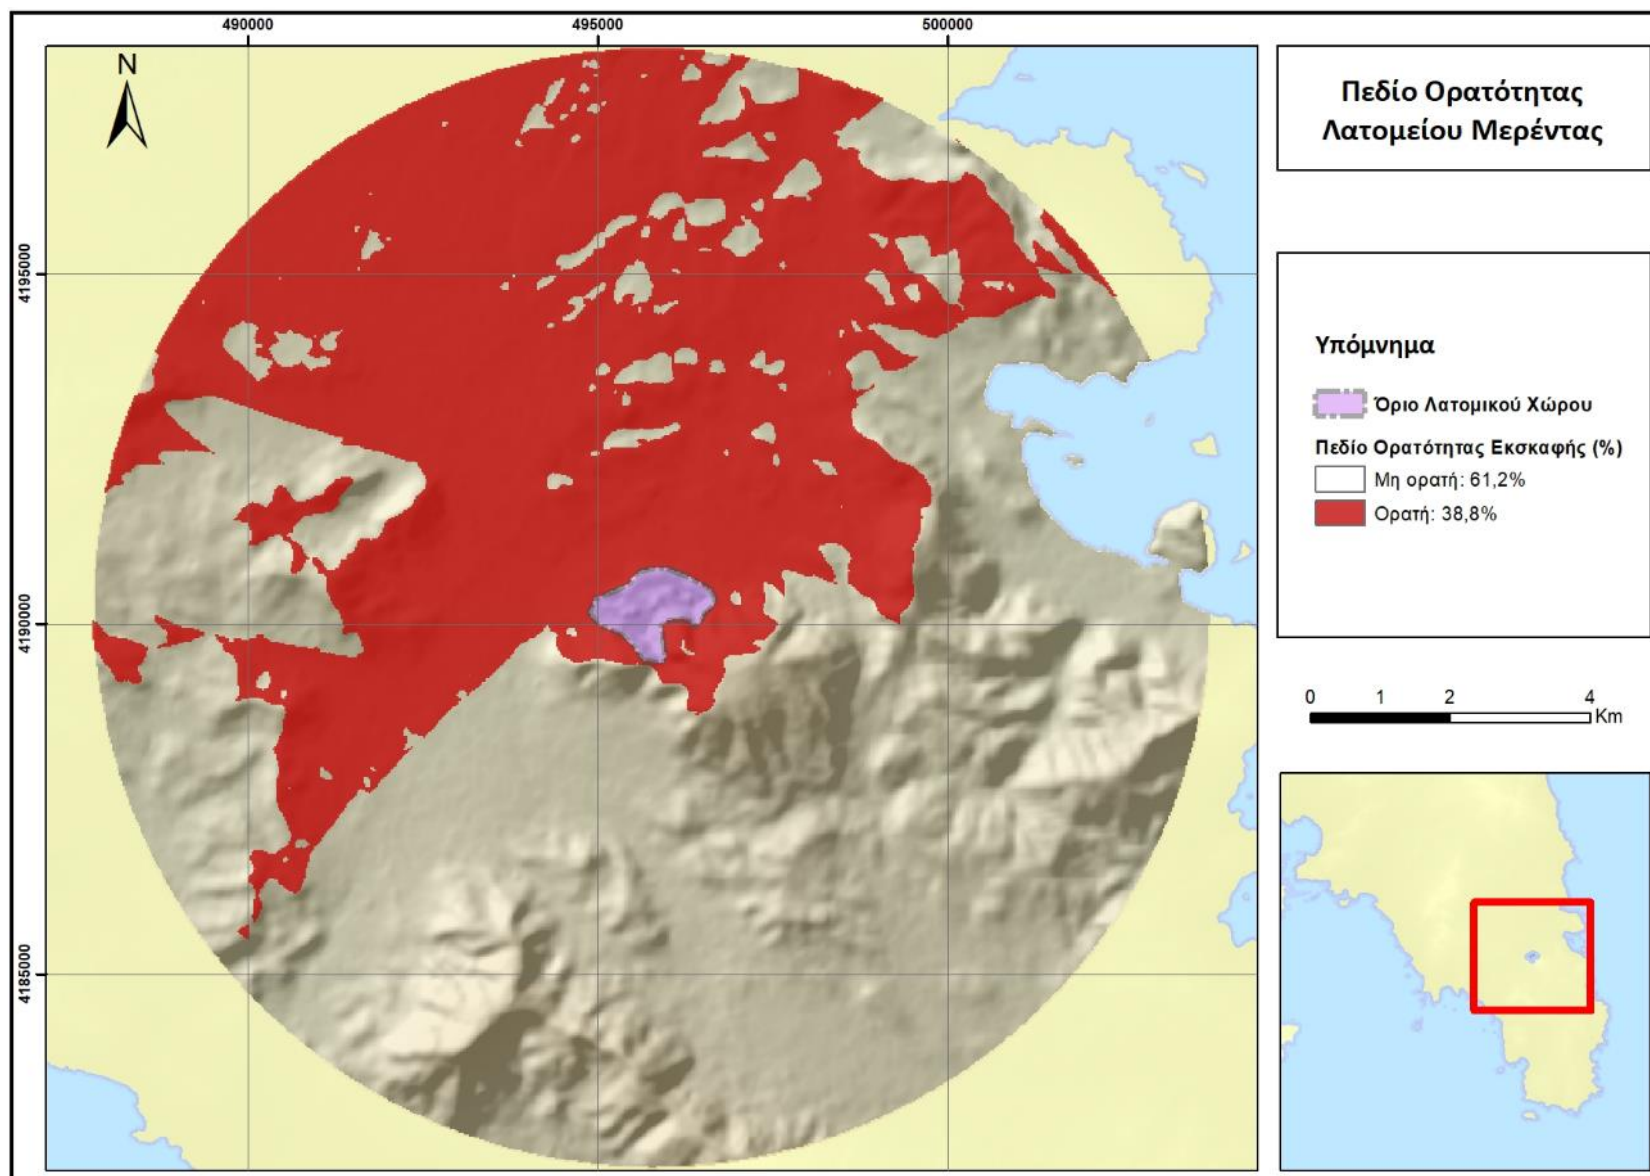 490000
495000
500000
N
4195000
4190000
4185000
Πεδίο Ορατότητας
Λατομείου Μερέντας
Υπόμνημα
Όριο Λατομικού Χώρου
Πεδίο Ορατότητας Εκσκαφής (%)
Μη ορατή: 61,2%
Ορατή: 38,8%
0 1 2 4
Km